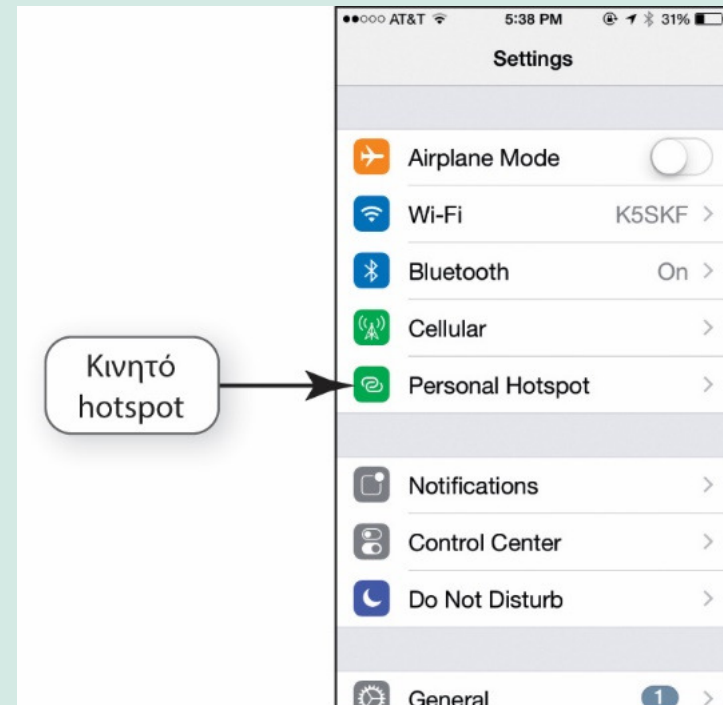 ●●○○○ AT&T 5:38 PM 31%
Settings
Airplane Mode
Wi-Fi K5SKF >
Bluetooth On >
Cellular >
Κινητό
hotspot
Personal Hotspot >
Notifications >
Control Center >
Do Not Disturb >
General 1 >